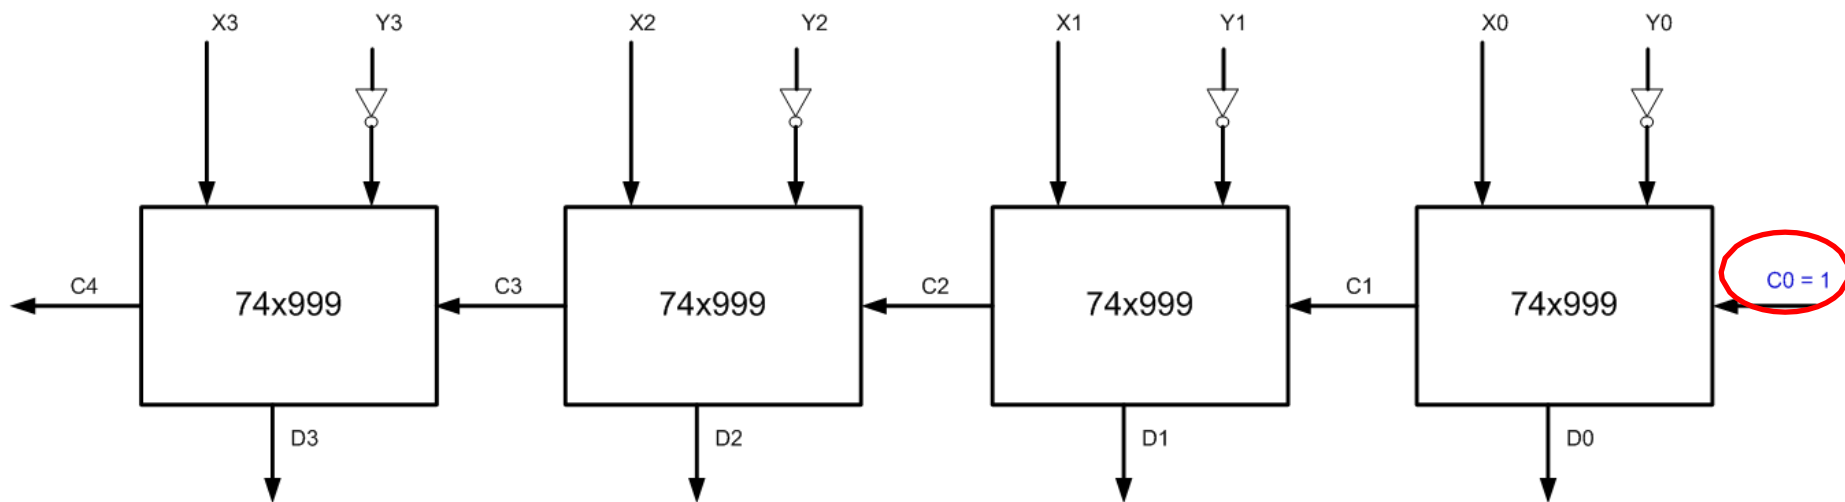 X3 Y3 X2 Y2 X1 Y1 X0 Y0
C4 74x999 C3 74x999 C2 74x999 C1 74x999 C0 = 1
D3 D2 D1 D0